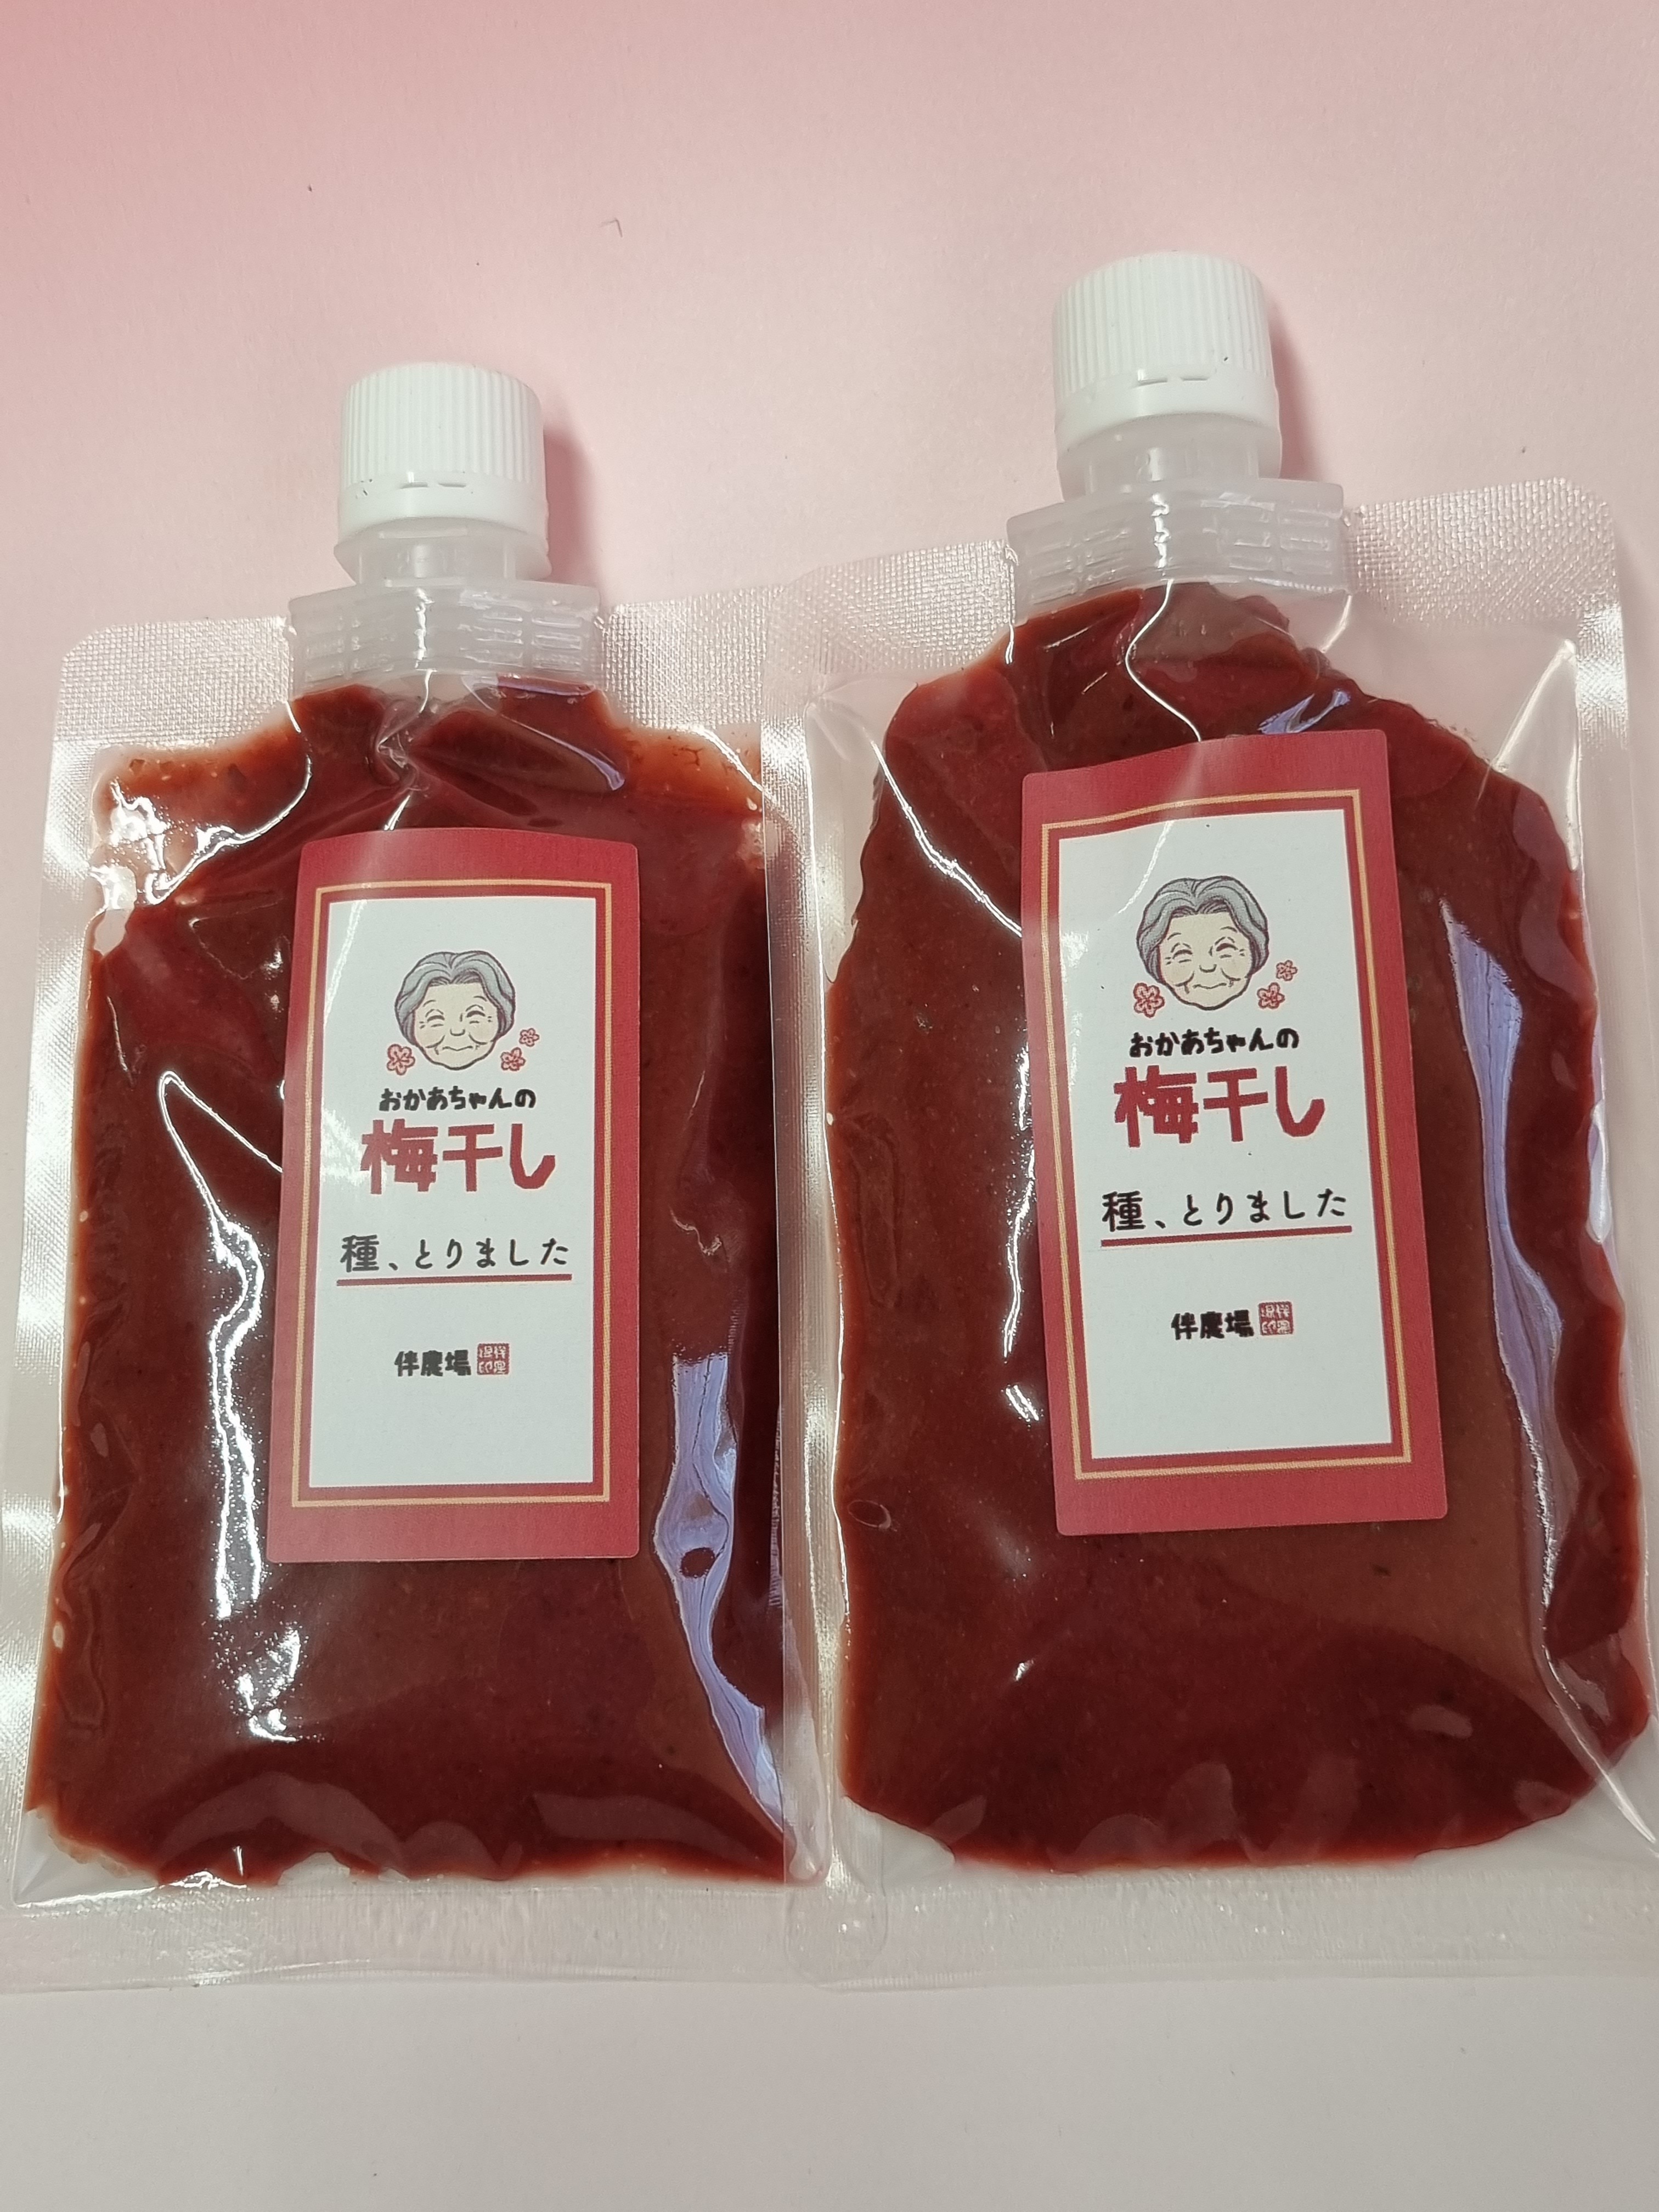 おかあちゃんの
梅干し
種、とりました
伴農場
おかあちゃんの
梅干し
種、とりました
伴農場